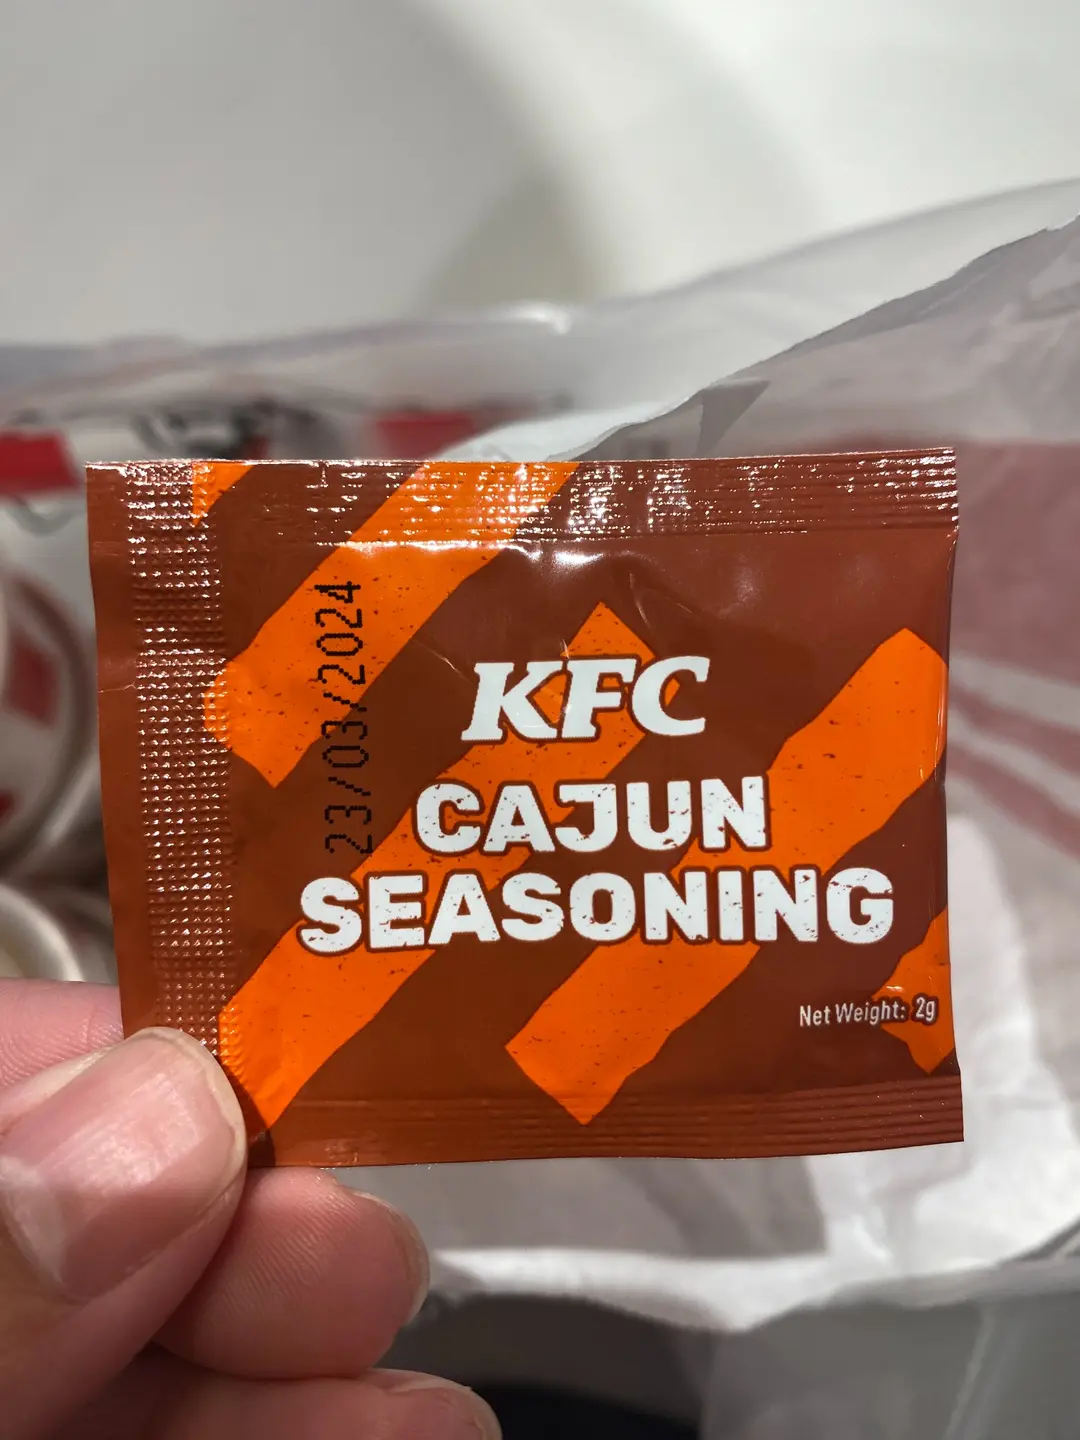 23/03/2024
KFC
CAJUN
SEASONING
Net Weight: 2g